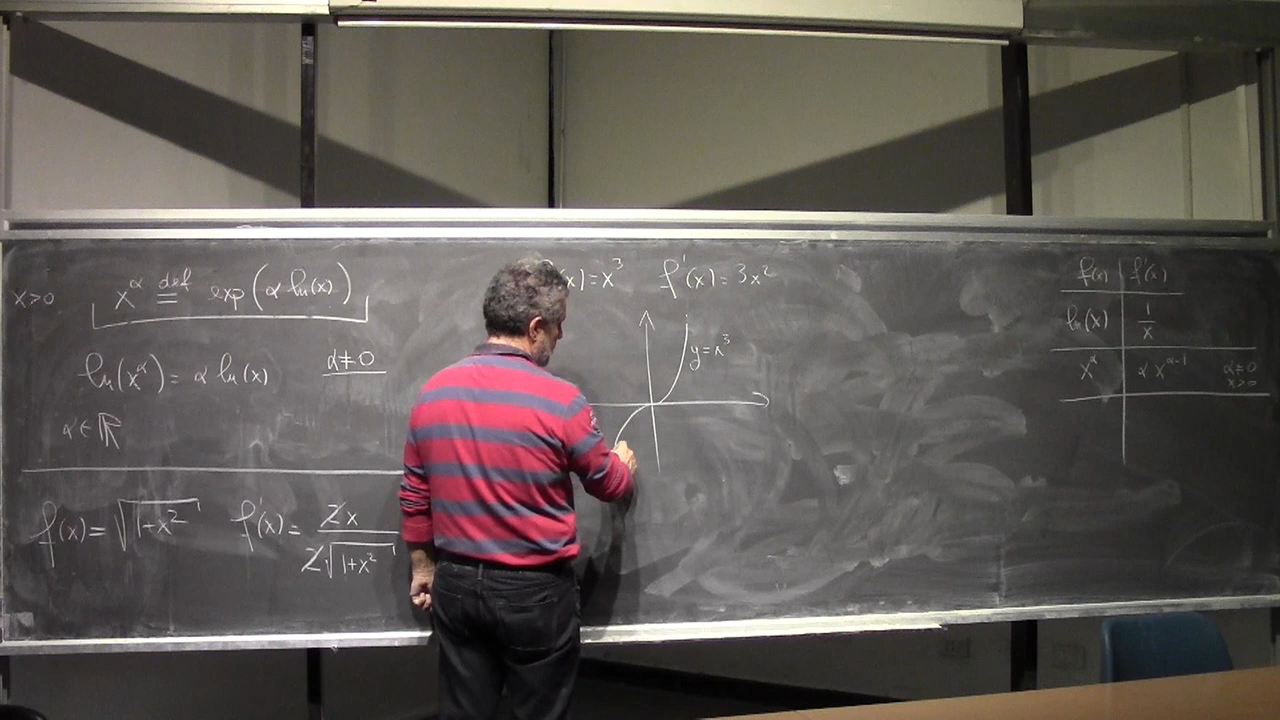 x>0 x^α def= exp(α ln(x))
ln(x^α) = α ln(x) α≠0
α∈ℝ
f(x) = √(1+x²) f'(x) = 2x / 2√(1+x²)
(x)=x³ f'(x)=3x²
y=x³
f(x) f'(x)
ln(x) 1/x
x^α α x^(α-1) α≠0
x>0